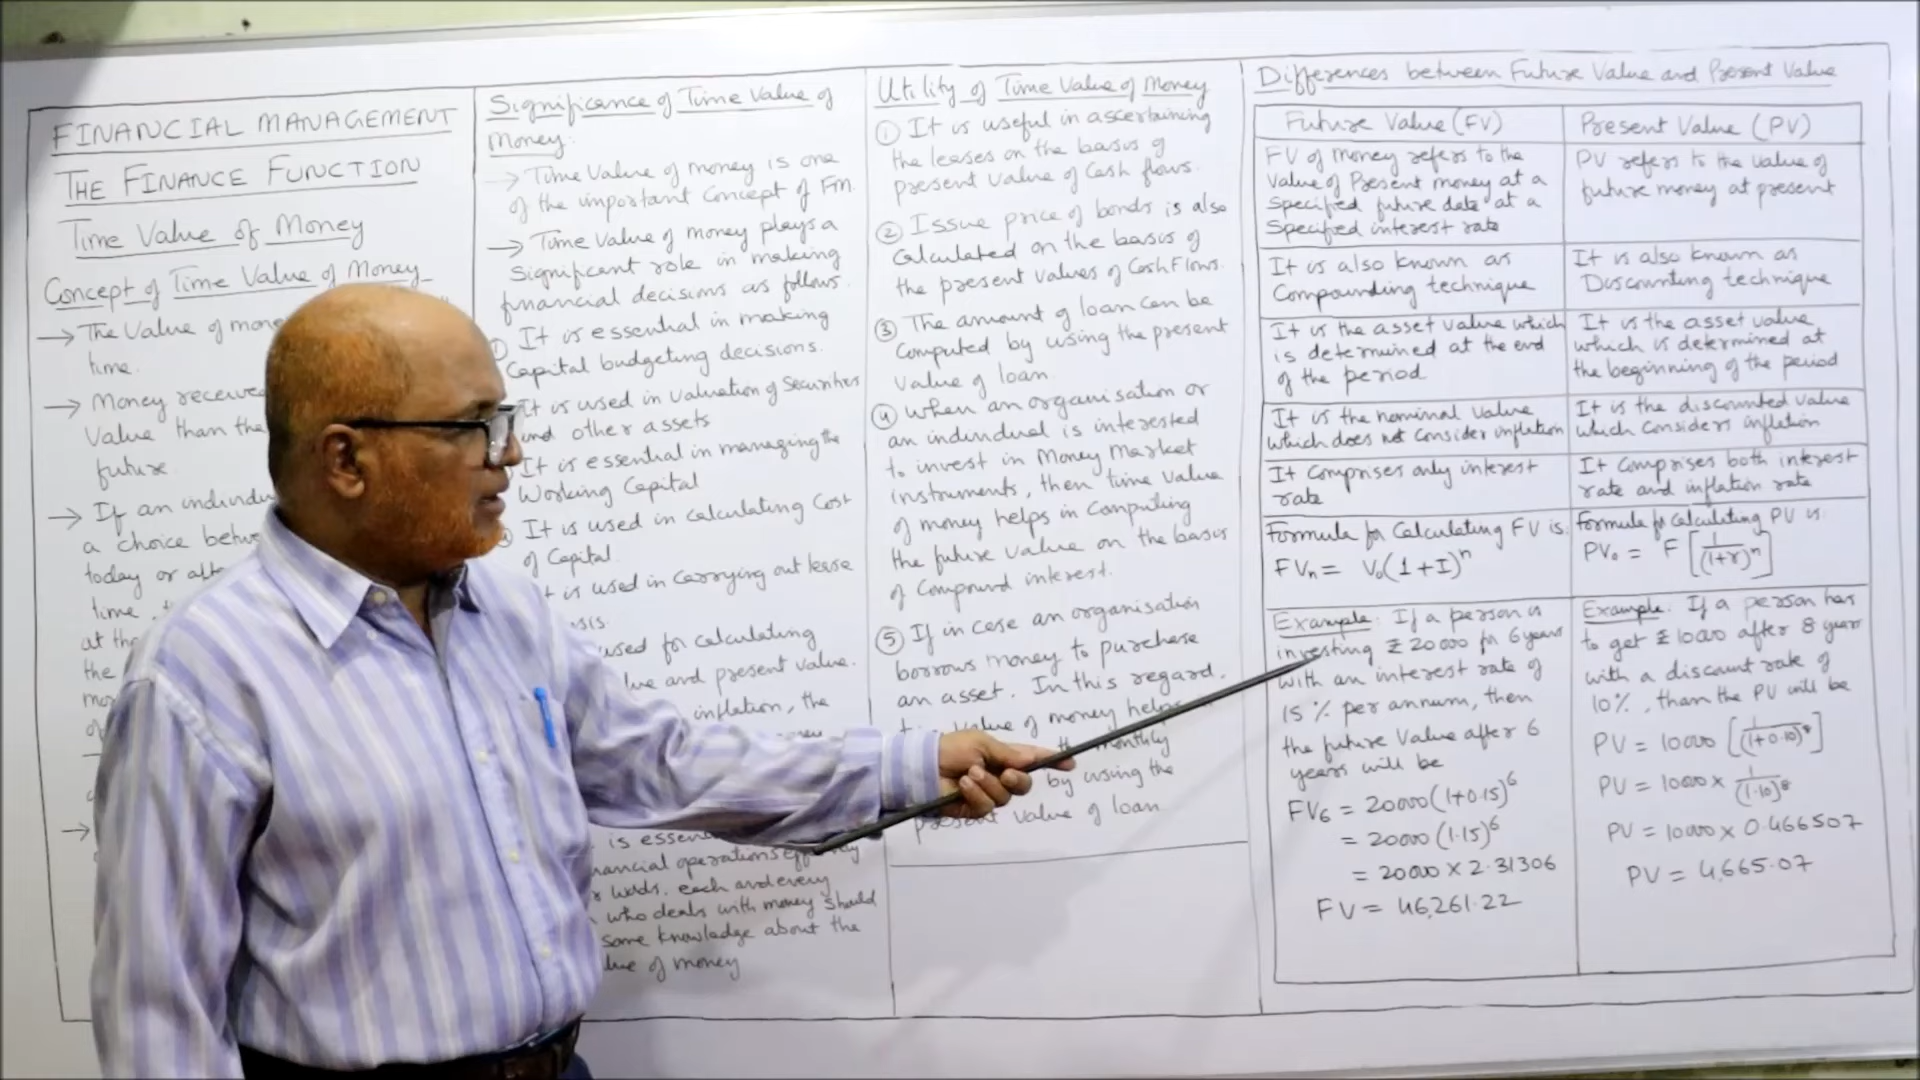 FINANCIAL MANAGEMENT
THE FINANCE FUNCTION
Time Value of Money
Concept of Time Value of Money
→ The Value of
time.
→ Money
Value than the
future
→ If an
a choice
today or
time
at the
the
of
→
Significance of Time Value of
Money:
→ Time Value of money is one
of the important Concept of Fm.
→ Time Value of money plays a
Significant role in making
financial decisions as follows.
It is essential in making
Capital budgeting decisions.
It is used in valuation of Securities
and other assets
It is essential in managing the
Working Capital
It is used in calculating Cost
of Capital.
is used in carrying out lease
used for calculating
and present value.
inflation, the
is
financial operations
words, each and every
who deals with money should
some knowledge about the
of money
Utility of Time Value of Money
① It is useful in ascertaining
the leases on the basis of
present value of Cash flows.
② Issue price of bonds is also
Calculated on the basis of
the present values of Cash Flows.
③ The amount of loan can be
Computed by using the present
value of loan
④ When an organisation or
an individual is interested
to invest in Money Market
instruments, then time value
of money helps in Computing
the future value on the basis
of Compound interest.
⑤ If in case an organisation
borrows money to purchase
an asset. In this regard,
value of money helps
the monthly
by using the
present value of loan
Differences between Future Value and Present Value
Future Value (FV)
FV of money refers to the
Value of Present money at a
Specified future date at a
Specified interest rate
It is also known as
Compounding technique
It is the asset value which
is determined at the end
of the period
It is the nominal value
which does not consider inflation
It Comprises only interest
rate
Formula for Calculating FV is:
FVn = V₀(1+I)ⁿ
Example: If a person is
investing ₹20000 for 6 years
with an interest rate of
15% per annum, then
the future Value after 6
years will be
FV₆ = 20000(1+0.15)⁶
= 20000(1.15)⁶
= 20000 × 2.31306
FV = 46,261.22
Present Value (PV)
PV refers to the value of
future money at present
It is also known as
Discounting technique
It is the asset value
which is determined at
the beginning of the period
It is the discounted value
which considers inflation
It Comprises both interest
rate and inflation rate
Formula for Calculating PV is:
PV₀ = F[1/(1+r)ⁿ]
Example: If a person has
to get ₹10000 after 8 year
with a discount rate of
10%, than the PV will be
PV = 10000[1/(1+0.10)⁸]
PV = 10000 × 1/(1.10)⁸
PV = 10000 × 0.466507
PV = 4,665.07